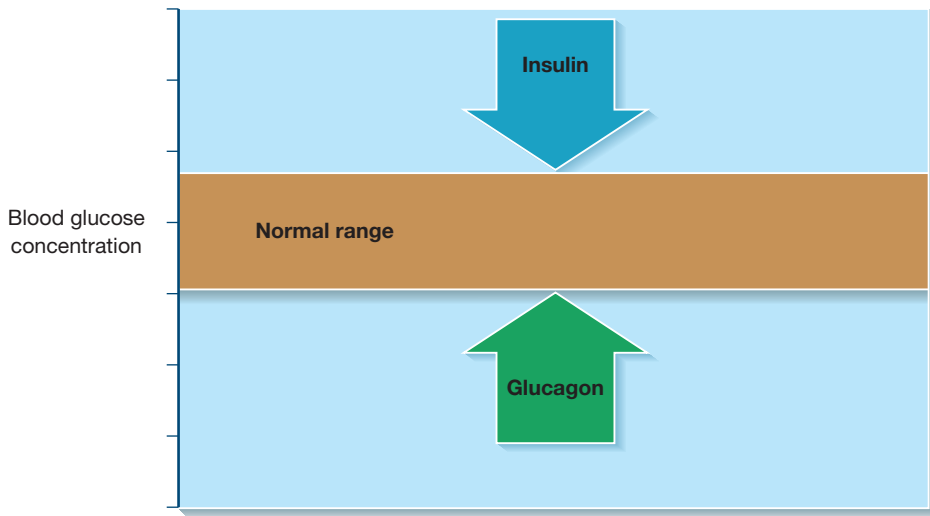 Insulin
Blood glucose
concentration
Normal range
Glucagon